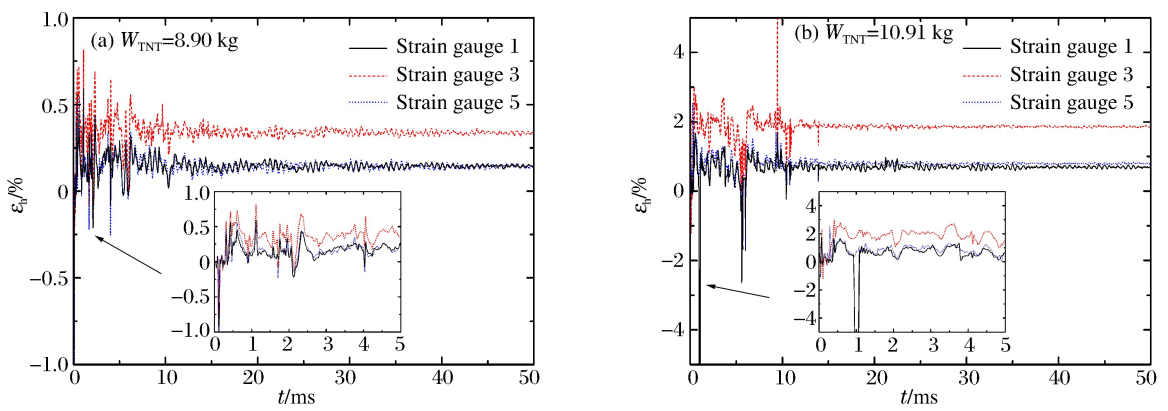 (a) W_TNT=8.90 kg
Strain gauge 1
Strain gauge 3
Strain gauge 5
ε_h/%
1.0
0.5
0
−0.5
−1.0
0 10 20 30 40 50
t/ms
1.0
0.5
0
−0.5
−1.0
0 1 2 3 4 5
(b) W_TNT=10.91 kg
Strain gauge 1
Strain gauge 3
Strain gauge 5
ε_h/%
4
2
0
−2
−4
0 10 20 30 40 50
t/ms
4
2
0
−2
−4
0 1 2 3 4 5